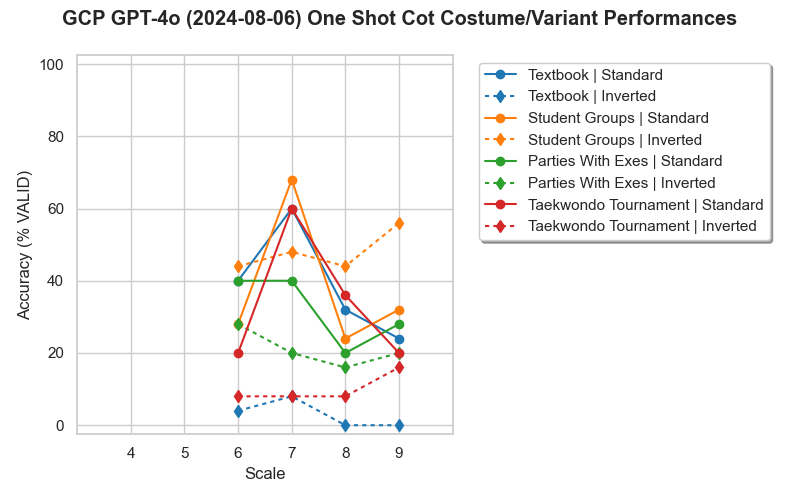 GCP GPT-4o (2024-08-06) One Shot Cot Costume/Variant Performances
100
80
60
40
20
0
Accuracy (% VALID)
4 5 6 7 8 9
Scale
Textbook | Standard
Textbook | Inverted
Student Groups | Standard
Student Groups | Inverted
Parties With Exes | Standard
Parties With Exes | Inverted
Taekwondo Tournament | Standard
Taekwondo Tournament | Inverted